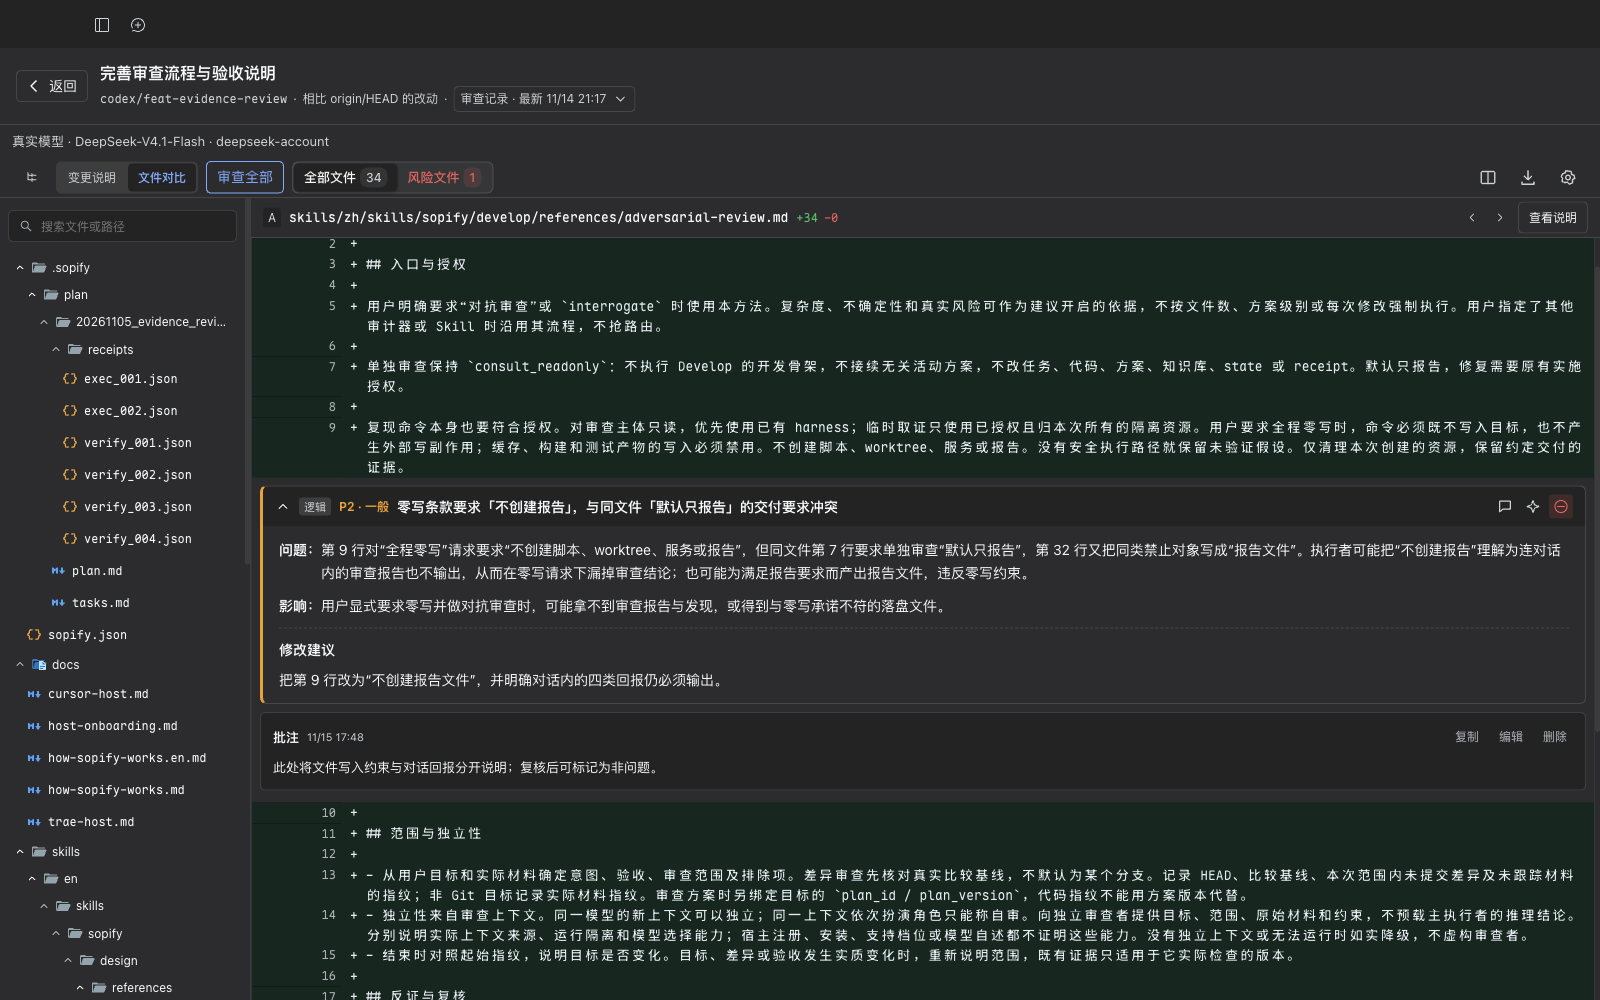 返回
完善审查流程与验收说明
codex/feat-evidence-review · 相比 origin/HEAD 的改动 · 审查记录 · 最新 11/14 21:17
真实模型 · DeepSeek-V4.1-Flash · deepseek-account
变更说明 文件对比 审查全部 全部文件 34 风险文件 1
搜索文件或路径
.sopify
plan
20261105_evidence_revi...
receipts
exec_001.json
exec_002.json
verify_001.json
verify_002.json
verify_003.json
verify_004.json
plan.md
tasks.md
sopify.json
docs
cursor-host.md
host-onboarding.md
how-sopify-works.en.md
how-sopify-works.md
trae-host.md
skills
en
skills
sopify
design
references
A skills/zh/skills/sopify/develop/references/adversarial-review.md +34 -0
查看说明
2 +
3 + ## 入口与授权
4 +
5 + 用户明确要求“对抗审查”或 `interrogate` 时使用本方法。复杂度、不确定性和真实风险可作为建议开启的依据，不按文件数、方案级别或每次修改强制执行。用户指定了其他
审计器或 Skill 时沿用其流程，不抢路由。
6 +
7 + 单独审查保持 `consult_readonly`：不执行 Develop 的开发骨架，不接续无关活动方案，不改任务、代码、方案、知识库、state 或 receipt。默认只报告，修复需要原有实施
授权。
8 +
9 + 复现命令本身也要符合授权。对审查主体只读，优先使用已有 harness；临时取证只使用已授权且归本次所有的隔离资源。用户要求全程零写时，命令必须既不写入目标，也不产
生外部写副作用；缓存、构建和测试产物的写入必须禁用。不创建脚本、worktree、服务或报告。没有安全执行路径就保留未验证假设。仅清理本次创建的资源，保留约定交付的
证据。
逻辑 P2 · 一般 零写条款要求「不创建报告」，与同文件「默认只报告」的交付要求冲突
问题：第 9 行对“全程零写”请求要求“不创建脚本、worktree、服务或报告”，但同文件第 7 行要求单独审查“默认只报告”，第 32 行又把同类禁止对象写成“报告文件”。执行者可能把“不创建报告”理解为连对话
内的审查报告也不输出，从而在零写请求下漏掉审查结论；也可能为满足报告要求而产出报告文件，违反零写约束。
影响：用户显式要求零写并做对抗审查时，可能拿不到审查报告与发现，或得到与零写承诺不符的落盘文件。
修改建议
把第 9 行改为“不创建报告文件”，并明确对话内的四类回报仍必须输出。
批注 11/15 17:48 复制 编辑 删除
此处将文件写入约束与对话回报分开说明；复核后可标记为非问题。
10 +
11 + ## 范围与独立性
12 +
13 + - 从用户目标和实际材料确定意图、验收、审查范围及排除项。差异审查先核对真实比较基线，不默认为某个分支。记录 HEAD、比较基线、本次范围内未提交差异及未跟踪材料
的指纹；非 Git 目标记录实际材料指纹。审查方案时另绑定目标的 `plan_id / plan_version`，代码指纹不能用方案版本代替。
14 + - 独立性来自审查上下文。同一模型的新上下文可以独立；同一上下文依次扮演角色只能称自审。向独立审查者提供目标、范围、原始材料和约束，不预载主执行者的推理结论。
分别说明实际上下文来源、运行隔离和模型选择能力；宿主注册、安装、支持档位或模型自述都不证明这些能力。没有独立上下文或无法运行时如实降级，不虚构审查者。
15 + - 结束时对照起始指纹，说明目标是否变化。目标、差异或验收发生实质变化时，重新说明范围，既有证据只适用于它实际检查的版本。
16 +
17 + ## 反证与复核